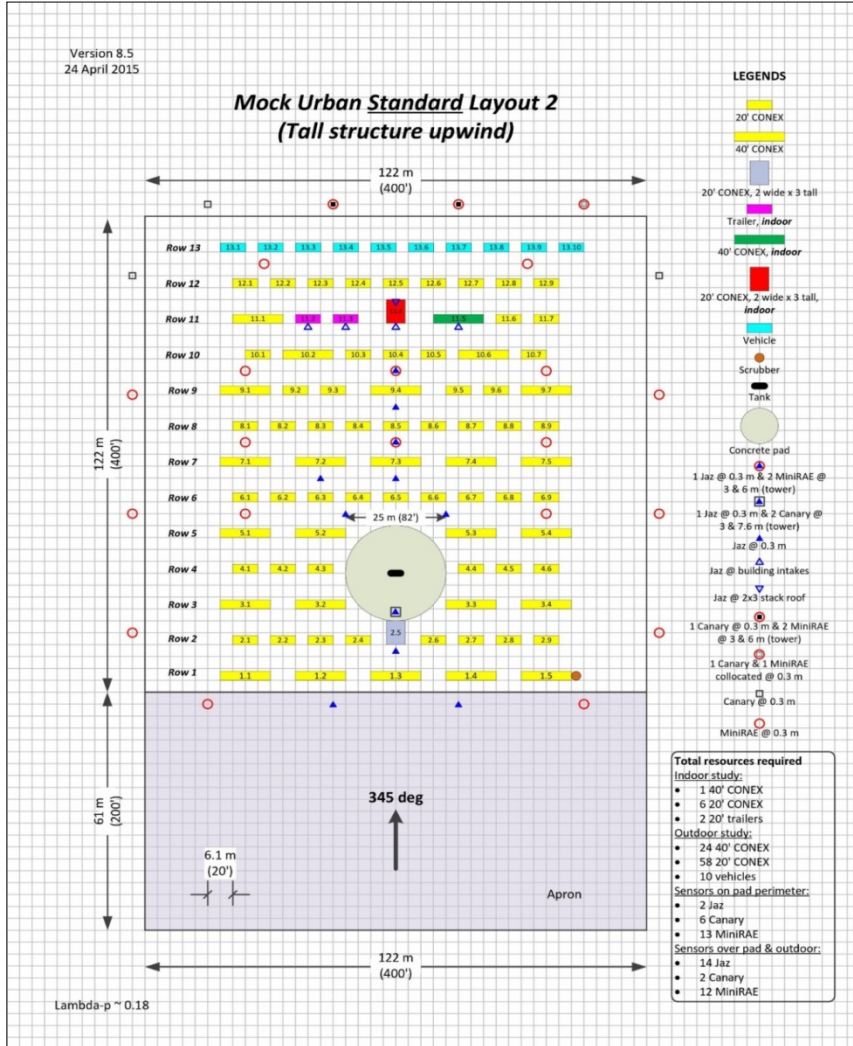 Version 8.5
24 April 2015
Mock Urban Standard Layout 2
(Tall structure upwind)
122 m
(400')
Row 13
13.1 13.2 13.3 13.4 13.5 13.6 13.7 13.8 13.9 13.10
Row 12
12.1 12.2 12.3 12.4 12.5 12.6 12.7 12.8 12.9
Row 11
11.1 11.2 11.3 11.5 11.6 11.7
Row 10
10.1 10.2 10.3 10.4 10.5 10.6 10.7
Row 9
9.1 9.2 9.3 9.4 9.5 9.6 9.7
Row 8
8.1 8.2 8.3 8.4 8.5 8.6 8.7 8.8 8.9
122 m
(400')
Row 7
7.1 7.2 7.3 7.4 7.5
Row 6
6.1 6.2 6.3 6.4 6.5 6.6 6.7 6.8 6.9
25 m (82')
Row 5
5.1 5.2 5.3 5.4
Row 4
4.1 4.2 4.3 4.4 4.5 4.6
Row 3
3.1 3.2 3.3 3.4
Row 2
2.1 2.2 2.3 2.4 2.5 2.6 2.7 2.8 2.9
Row 1
1.1 1.2 1.3 1.4 1.5
61 m
(200')
345 deg
6.1 m
(20')
Apron
122 m
(400')
Lambda-p ~ 0.18
LEGENDS
20' CONEX
40' CONEX
20' CONEX, 2 wide x 3 tall
Trailer, indoor
40' CONEX, indoor
20' CONEX, 2 wide x 3 tall,
indoor
Vehicle
Scrubber
Tank
Concrete pad
1 Jaz @ 0.3 m & 2 MiniRAE @
3 & 6 m (tower)
1 Jaz @ 0.3 m & 2 Canary @
3 & 7.6 m (tower)
Jaz @ 0.3 m
Jaz @ building intakes
Jaz @ 2x3 stack roof
1 Canary @ 0.3 m & 2 MiniRAE
@ 3 & 6 m (tower)
1 Canary & 1 MiniRAE
collocated @ 0.3 m
Canary @ 0.3 m
MiniRAE @ 0.3 m
Total resources required
Indoor study:
• 1 40' CONEX
• 6 20' CONEX
• 2 20' trailers
Outdoor study:
• 24 40' CONEX
• 58 20' CONEX
• 10 vehicles
Sensors on pad perimeter:
• 2 Jaz
• 6 Canary
• 13 MiniRAE
Sensors over pad & outdoor:
• 14 Jaz
• 2 Canary
• 12 MiniRAE